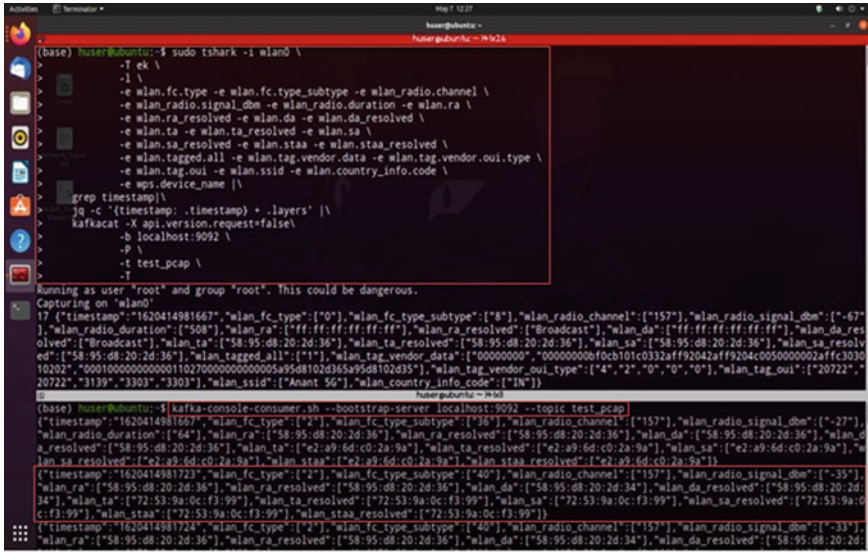 Activities
Terminator ▾
May 7 12:27
huser@ubuntu: ~
huser@ubuntu: ~ 141x26
(base) huser@ubuntu:~$ sudo tshark -i wlan0 \
> -T ek \
> -l \
> -e wlan.fc.type -e wlan.fc.type_subtype -e wlan_radio.channel \
> -e wlan_radio.signal_dbm -e wlan_radio.duration -e wlan.ra \
> -e wlan.ra_resolved -e wlan.da -e wlan.da_resolved \
> -e wlan.ta -e wlan.ta_resolved -e wlan.sa \
> -e wlan.sa_resolved -e wlan.staa -e wlan.staa_resolved \
> -e wlan.tagged.all -e wlan.tag.vendor.data -e wlan.tag.vendor.oui.type \
> -e wlan.tag.oui -e wlan.ssid -e wlan.country_info.code \
> -e wps.device_name |\
> grep timestamp|\
> jq -c '{timestamp: .timestamp} + .layers' |\
> kafkacat -X api.version.request=false\
> -b localhost:9092 \
> -P \
> -t test_pcap \
> -T
Running as user "root" and group "root". This could be dangerous.
Capturing on 'wlan0'
17 {"timestamp":"1620414981667","wlan_fc_type":["0"],"wlan_fc_type_subtype":["8"],"wlan_radio_channel":["157"],"wlan_radio_signal_dbm":["-67"
],"wlan_radio_duration":["508"],"wlan_ra":["ff:ff:ff:ff:ff:ff"],"wlan_ra_resolved":["Broadcast"],"wlan_da":["ff:ff:ff:ff:ff:ff"],"wlan_da_res
olved":["Broadcast"],"wlan_ta":["58:95:d8:20:2d:36"],"wlan_ta_resolved":["58:95:d8:20:2d:36"],"wlan_sa":["58:95:d8:20:2d:36"],"wlan_sa_resolv
ed":["58:95:d8:20:2d:36"],"wlan_tagged_all":["1"],"wlan_tag_vendor_data":
"wlan_tag_vendor_oui_type":["4","2","0","0","0"],"wlan_tag_oui":["20722","
20722","3139","3303","3303"],"wlan_ssid":["Anant 5G"],"wlan_country_info_code":["IN"]}
huser@ubuntu: ~ 141x8
(base) huser@ubuntu:~$ kafka-console-consumer.sh --bootstrap-server localhost:9092 --topic test_pcap
{"timestamp":"1620414981667","wlan_fc_type":["2"],"wlan_fc_type_subtype":["36"],"wlan_radio_channel":["157"],"wlan_radio_signal_dbm":["-27"],
"wlan_radio_duration":["64"],"wlan_ra":["58:95:d8:20:2d:36"],"wlan_ra_resolved":["58:95:d8:20:2d:36"],"wlan_da":["58:95:d8:20:2d:36"],"wlan_d
a_resolved":["58:95:d8:20:2d:36"],"wlan_ta":["e2:a9:6d:c0:2a:9a"],"wlan_ta_resolved":["e2:a9:6d:c0:2a:9a"],"wlan_sa":["e2:a9:6d:c0:2a:9a"],"w
lan_sa_resolved":["e2:a9:6d:c0:2a:9a"],"wlan_staa":["e2:a9:6d:c0:2a:9a"],"wlan_staa_resolved":["e2:a9:6d:c0:2a:9a"]}
{"timestamp":"1620414981723","wlan_fc_type":["2"],"wlan_fc_type_subtype":["40"],"wlan_radio_channel":["157"],"wlan_radio_signal_dbm":["-35"],
"wlan_ra":["58:95:d8:20:2d:36"],"wlan_ra_resolved":["58:95:d8:20:2d:36"],"wlan_da":["58:95:d8:20:2d:34"],"wlan_da_resolved":["58:95:d8:20:2d:
34"],"wlan_ta":["72:53:9a:0c:f3:99"],"wlan_ta_resolved":["72:53:9a:0c:f3:99"],"wlan_sa":["72:53:9a:0c:f3:99"],"wlan_sa_resolved":["72:53:9a:0
c:f3:99"],"wlan_staa":["72:53:9a:0c:f3:99"],"wlan_staa_resolved":["72:53:9a:0c:f3:99"]}
{"timestamp":"1620414981724","wlan_fc_type":["2"],"wlan_fc_type_subtype":["40"],"wlan_radio_channel":["157"],"wlan_radio_signal_dbm":["-33"],
"wlan_ra":["58:95:d8:20:2d:36"],"wlan_ra_resolved":["58:95:d8:20:2d:36"],"wlan_da":["58:95:d8:20:2d:34"],"wlan_da_resolved":["58:95:d8:20:2d: